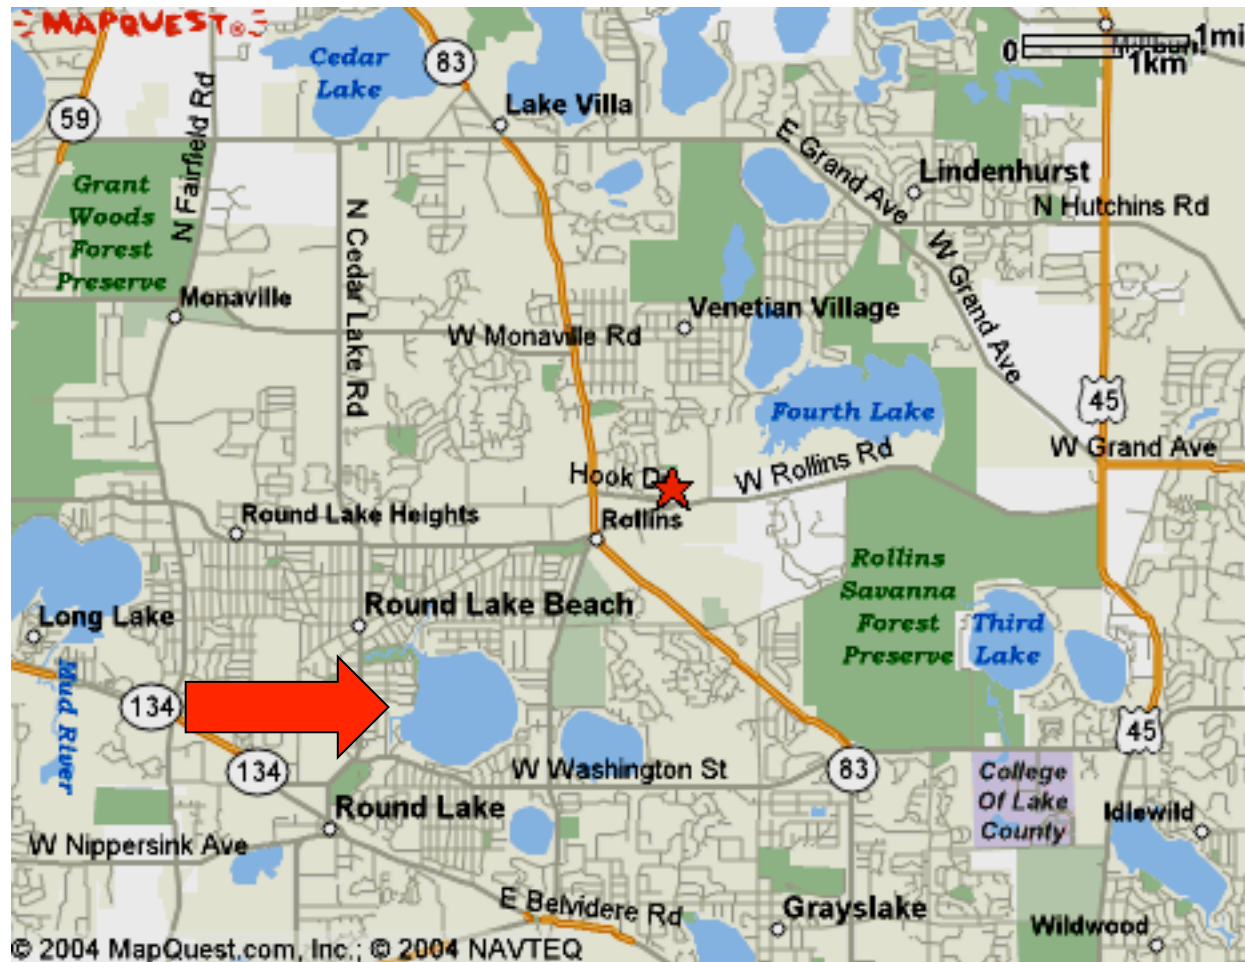 MAPQUEST®
Cedar
Lake
83
0
1mi
1km
59
Lake Villa
N Fairfield Rd
E Grand Ave
Lindenhurst
Grant
Woods
Forest
Preserve
N Hutchins Rd
N Cedar Lake Rd
W Grand Ave
Monaville
Venetian Village
W Monaville Rd
45
Fourth Lake
W Grand Ave
Hook Dr
W Rollins Rd
Round Lake Heights
Rollins
Rollins
Savanna
Forest
Preserve
Long Lake
Round Lake Beach
Third
Lake
Mud River
134
45
134
W Washington St
83
College
Of Lake
County
Round Lake
Idlewild
W Nippersink Ave
E Belvidere Rd
Grayslake
Wildwood
© 2004 MapQuest.com, Inc.; © 2004 NAVTEQ